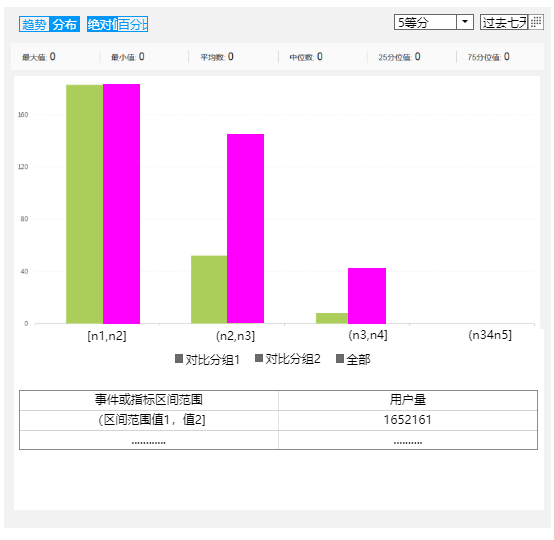 趋势 分布 绝对值 百分比 5等分 过去七天
最大值: 0 最小值: 0 平均数: 0 中位数: 0 25分位值: 0 75分位值: 0
160
120
80
40
0
[n1,n2] (n2,n3] (n3,n4] (n34n5]
对比分组1 对比分组2 全部
事件或指标区间范围 用户量
(区间范围值1，值2] 1652161
............ ..........